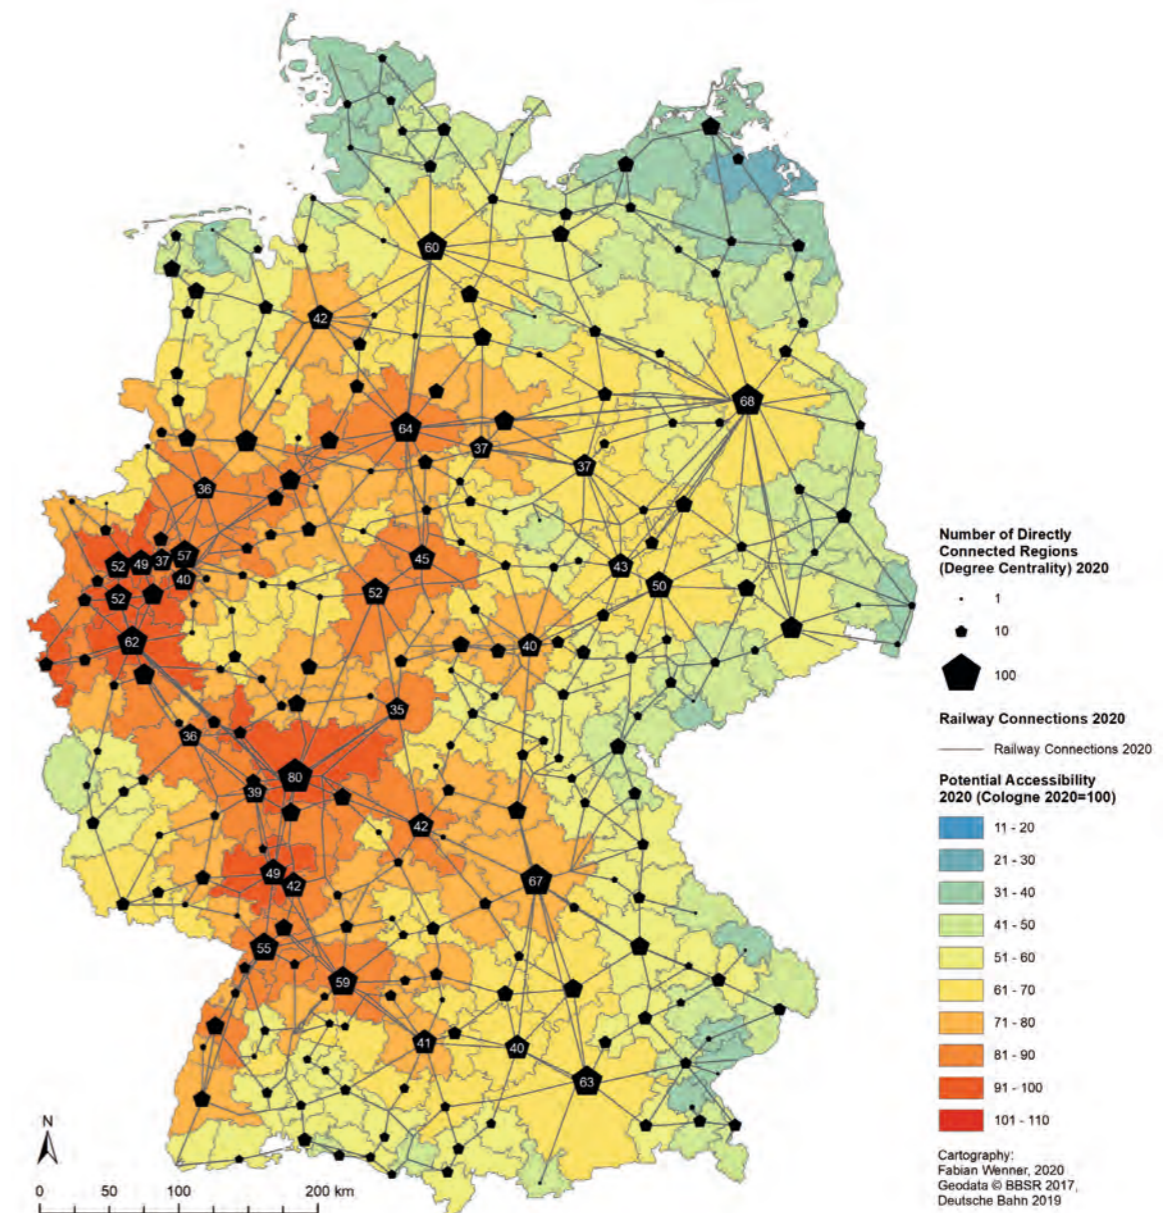 60
42
68
64
37
37
36
45
57
37
49
52
43
40
50
52
52
62
40
35
36
80
39
42
49
67
42
55
59
41
40
63
Number of Directly
Connected Regions
(Degree Centrality) 2020
1
10
100
Railway Connections 2020
Railway Connections 2020
Potential Accessibility
2020 (Cologne 2020=100)
11 - 20
21 - 30
31 - 40
41 - 50
51 - 60
61 - 70
71 - 80
81 - 90
91 - 100
101 - 110
Cartography:
Fabian Wenner, 2020
Geodata © BBSR 2017,
Deutsche Bahn 2019
N
0 50 100 200 km